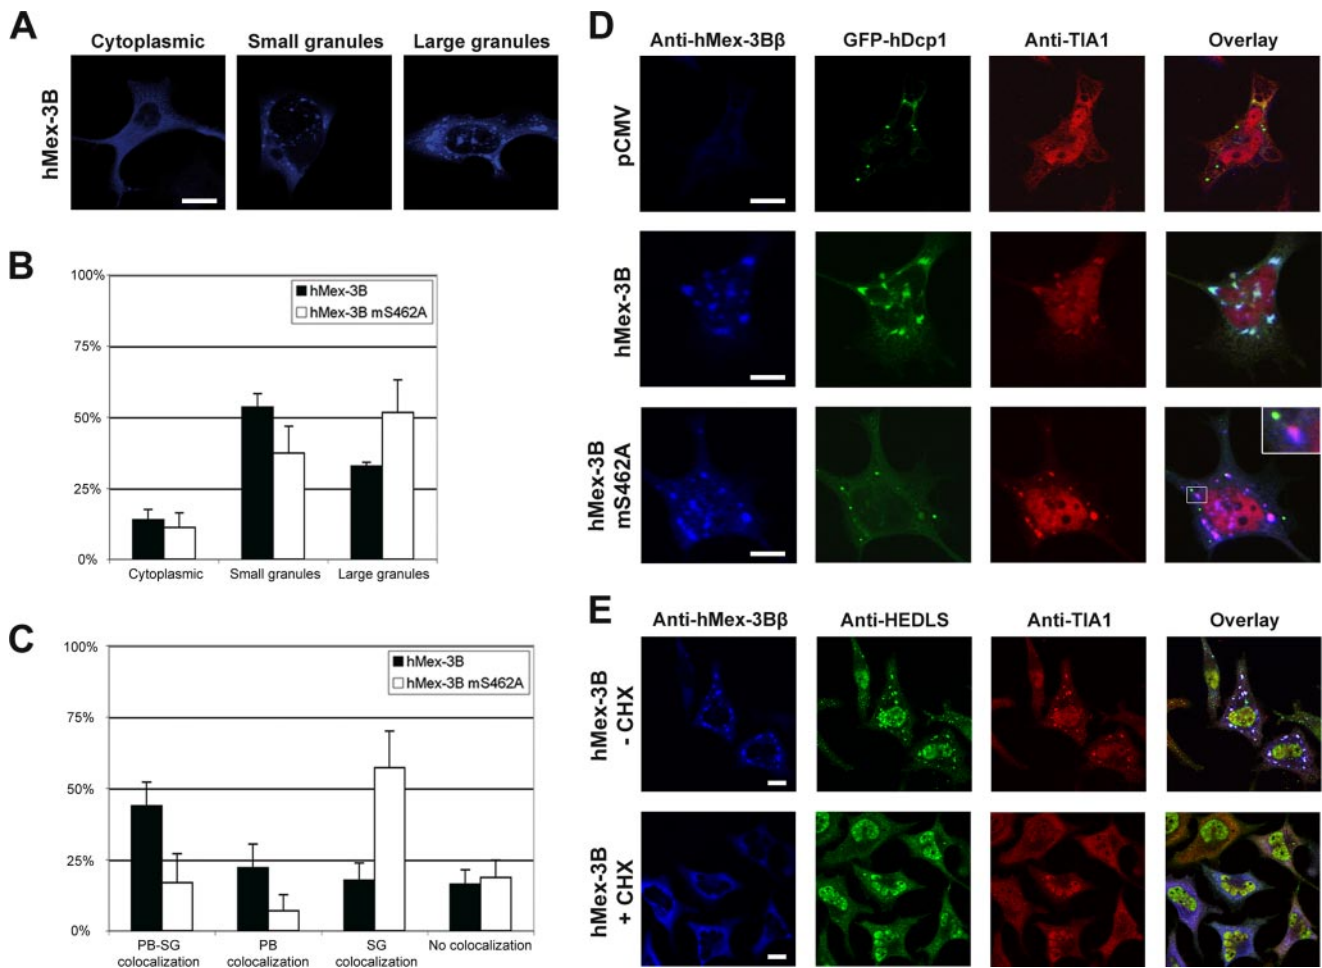 A
Cytoplasmic
Small granules
Large granules
hMex-3B
B
100%
75%
50%
25%
0%
hMex-3B
hMex-3B mS462A
Cytoplasmic
Small granules
Large granules
C
100%
75%
50%
25%
0%
hMex-3B
hMex-3B mS462A
PB-SG
colocalization
PB
colocalization
SG
colocalization
No colocalization
D
Anti-hMex-3Bβ
GFP-hDcp1
Anti-TIA1
Overlay
pCMV
hMex-3B
hMex-3B
mS462A
E
Anti-hMex-3Bβ
Anti-HEDLS
Anti-TIA1
Overlay
hMex-3B
- CHX
hMex-3B
+ CHX